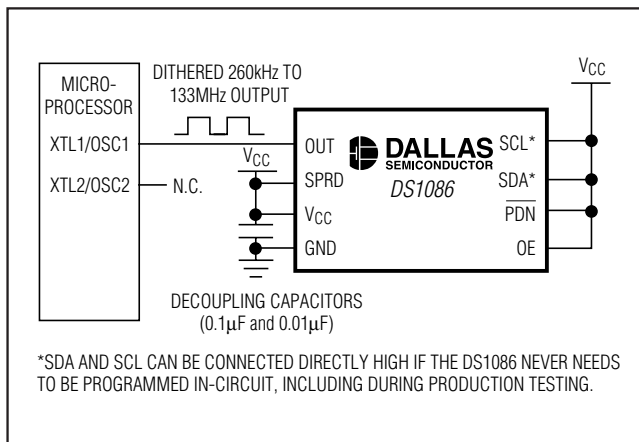 MICRO-
PROCESSOR
XTL1/OSC1
XTL2/OSC2
N.C.
DITHERED 260kHz TO
133MHz OUTPUT
VCC
OUT
SPRD
VCC
GND
DALLAS
SEMICONDUCTOR
DS1086
SCL*
SDA*
PDN
OE
VCC
DECOUPLING CAPACITORS
(0.1μF and 0.01μF)
*SDA AND SCL CAN BE CONNECTED DIRECTLY HIGH IF THE DS1086 NEVER NEEDS
TO BE PROGRAMMED IN-CIRCUIT, INCLUDING DURING PRODUCTION TESTING.